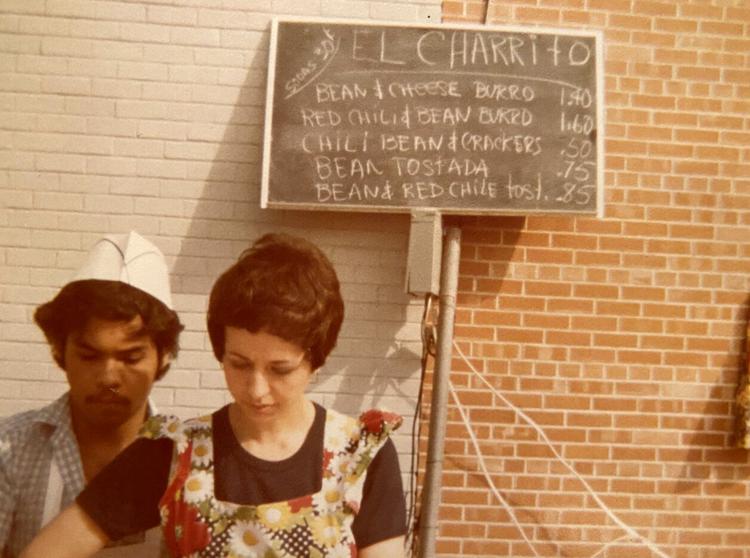 SODAS 30¢
EL CHARRITO
BEAN & CHEESE BURRO 1.40
RED CHILI & BEAN BURRO 1.60
CHILI BEAN & CRACKERS .50
BEAN TOSTADA .75
BEAN & RED CHILE tost. .85